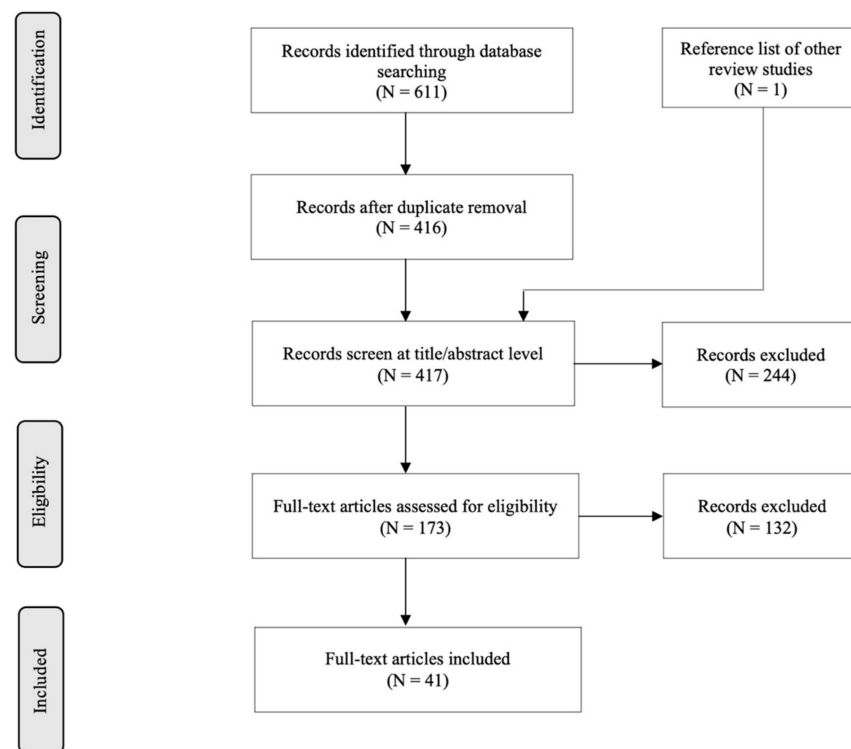 Identification
Records identified through database
searching
(N = 611)
Reference list of other
review studies
(N = 1)
Records after duplicate removal
(N = 416)
Screening
Records screen at title/abstract level
(N = 417)
Records excluded
(N = 244)
Eligibility
Full-text articles assessed for eligibility
(N = 173)
Records excluded
(N = 132)
Included
Full-text articles included
(N = 41)